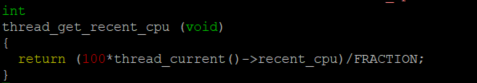 int
thread_get_recent_cpu (void)
{
  return (100*thread_current()->recent_cpu)/FRACTION;
}